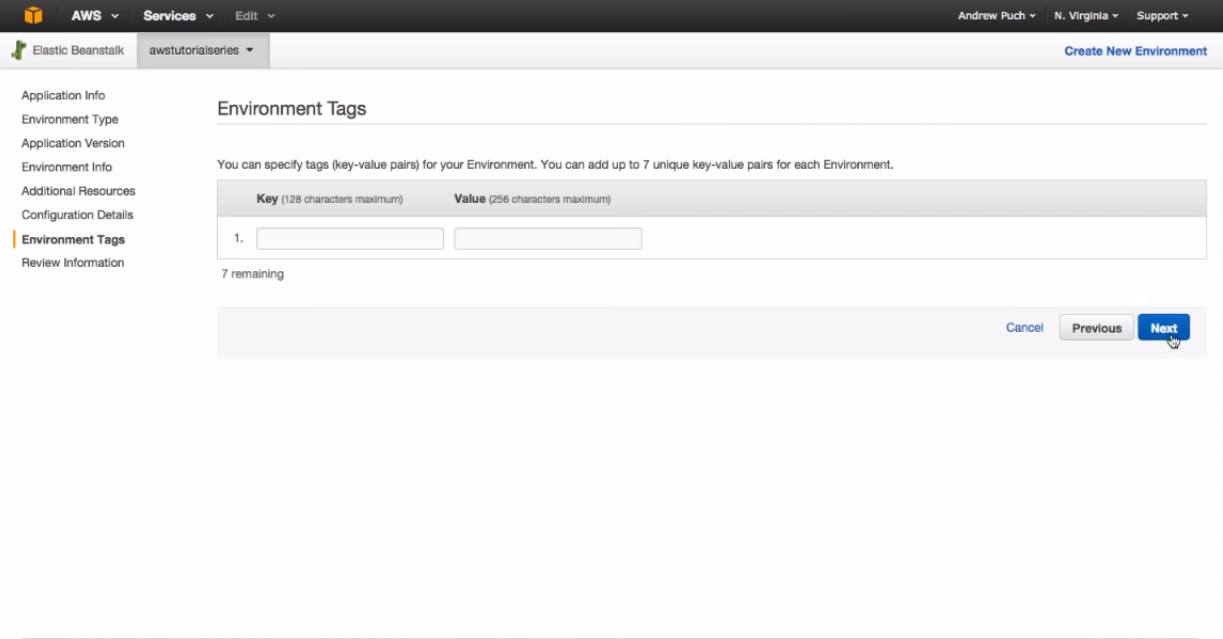 AWS Services Edit Andrew Puch N. Virginia Support
Elastic Beanstalk awstutorialseries Create New Environment
Application Info
Environment Type
Application Version
Environment Info
Additional Resources
Configuration Details
Environment Tags
Review Information
Environment Tags
You can specify tags (key-value pairs) for your Environment. You can add up to 7 unique key-value pairs for each Environment.
Key (128 characters maximum) Value (256 characters maximum)
1.
7 remaining
Cancel Previous Next